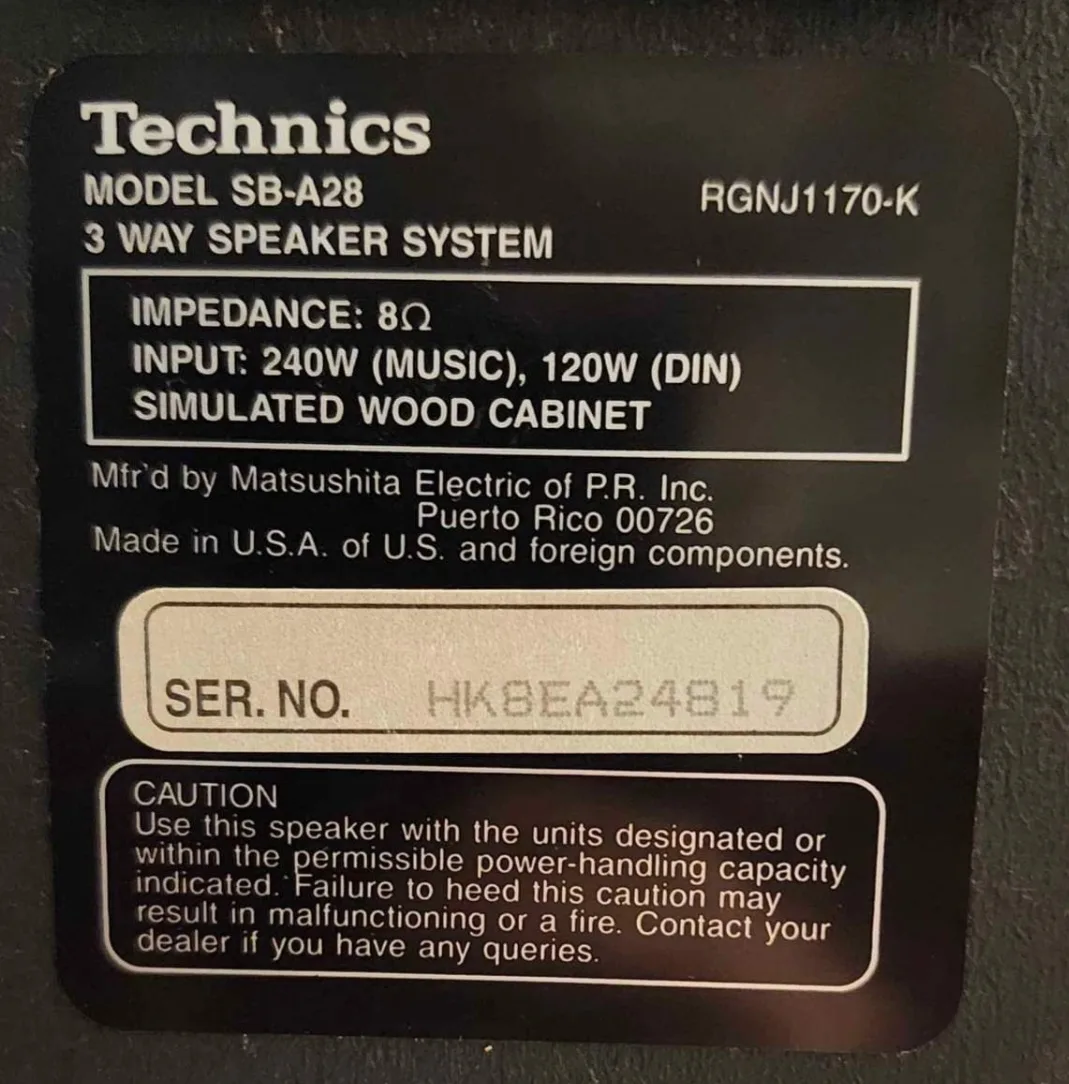 Technics
MODEL SB-A28
RGNJ1170-K
3 WAY SPEAKER SYSTEM
IMPEDANCE: 8Ω
INPUT: 240W (MUSIC), 120W (DIN)
SIMULATED WOOD CABINET
Mfr'd by Matsushita Electric of P.R. Inc.
Puerto Rico 00726
Made in U.S.A. of U.S. and foreign components.
SER. NO. HK8EA24819
CAUTION
Use this speaker with the units designated or
within the permissible power-handling capacity
indicated. Failure to heed this caution may
result in malfunctioning or a fire. Contact your
dealer if you have any queries.